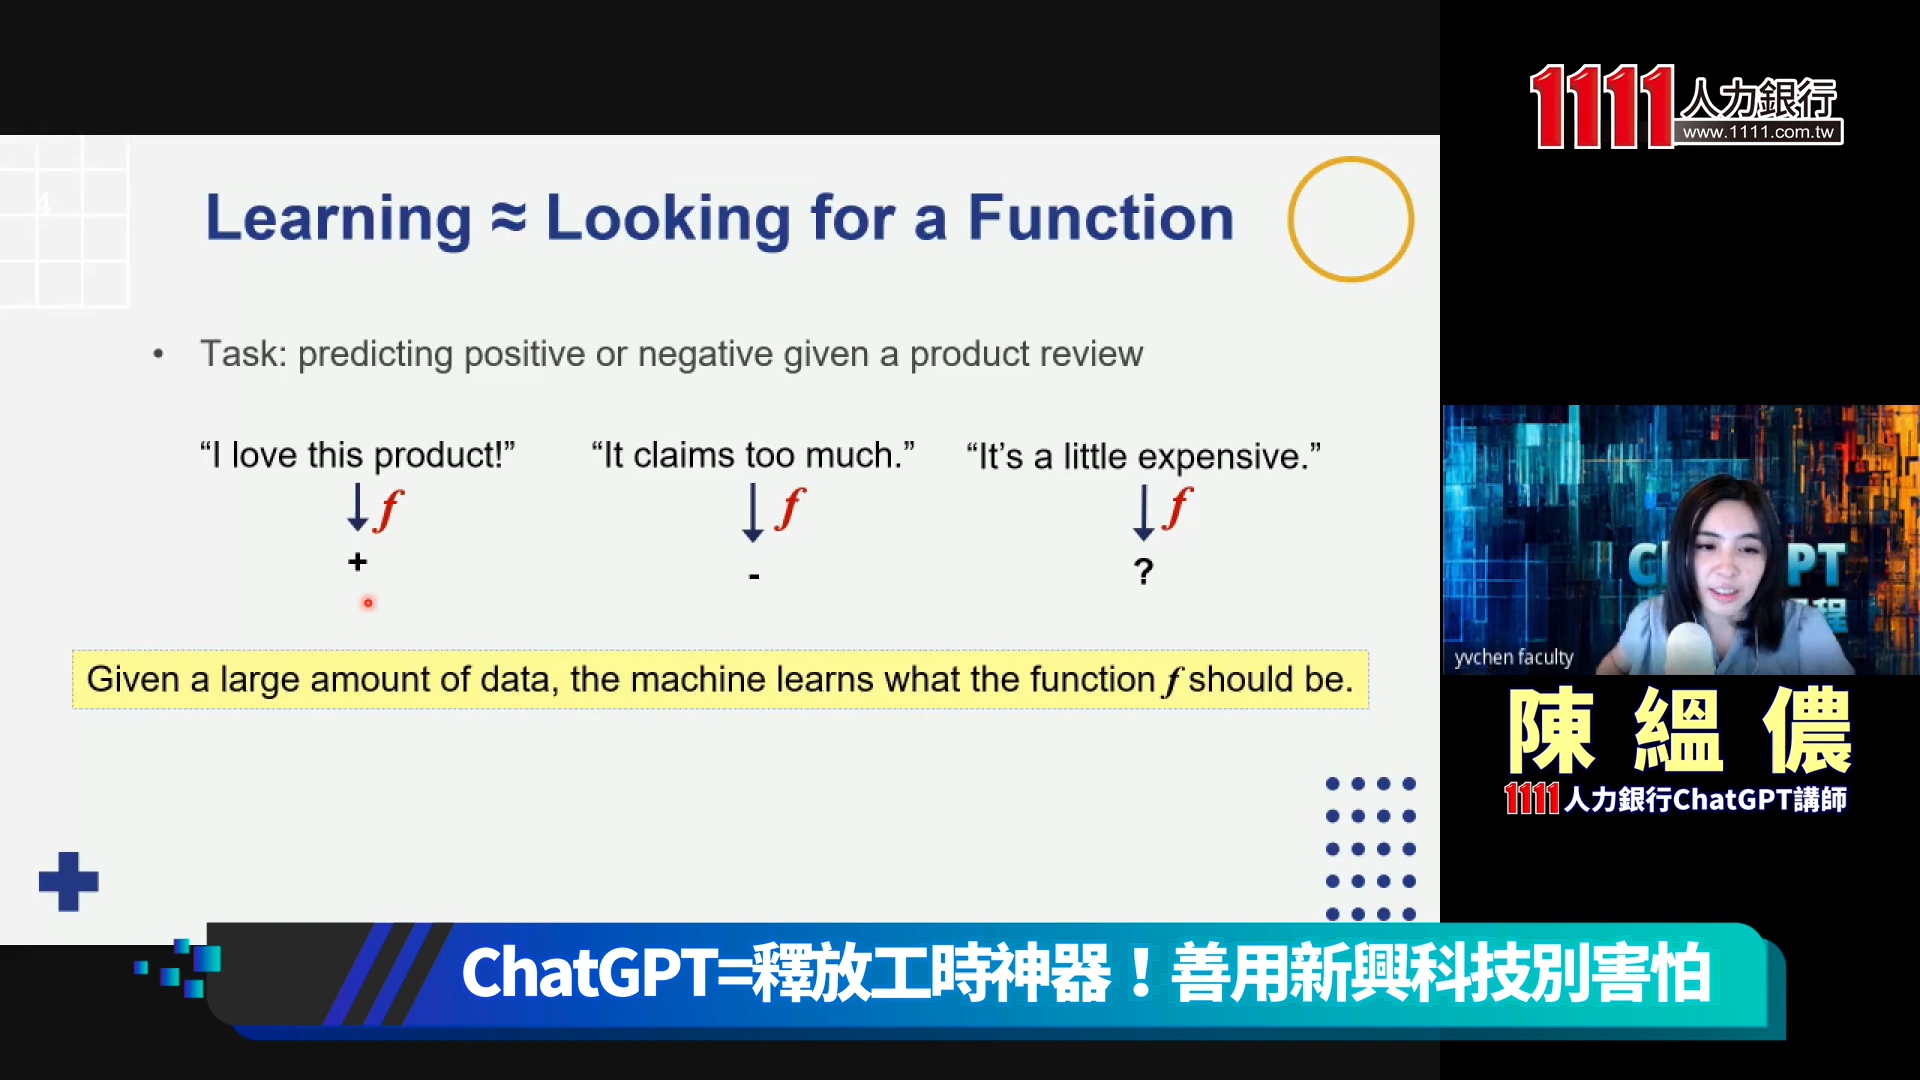 Learning ≈ Looking for a Function
• Task: predicting positive or negative given a product review
“I love this product!” “It claims too much.” “It’s a little expensive.”
f f f
+ - ?
Given a large amount of data, the machine learns what the function f should be.
1111人力銀行
www.1111.com.tw
yvchen faculty
陳縕儂
1111人力銀行ChatGPT講師
ChatGPT=釋放工時神器！善用新興科技別害怕